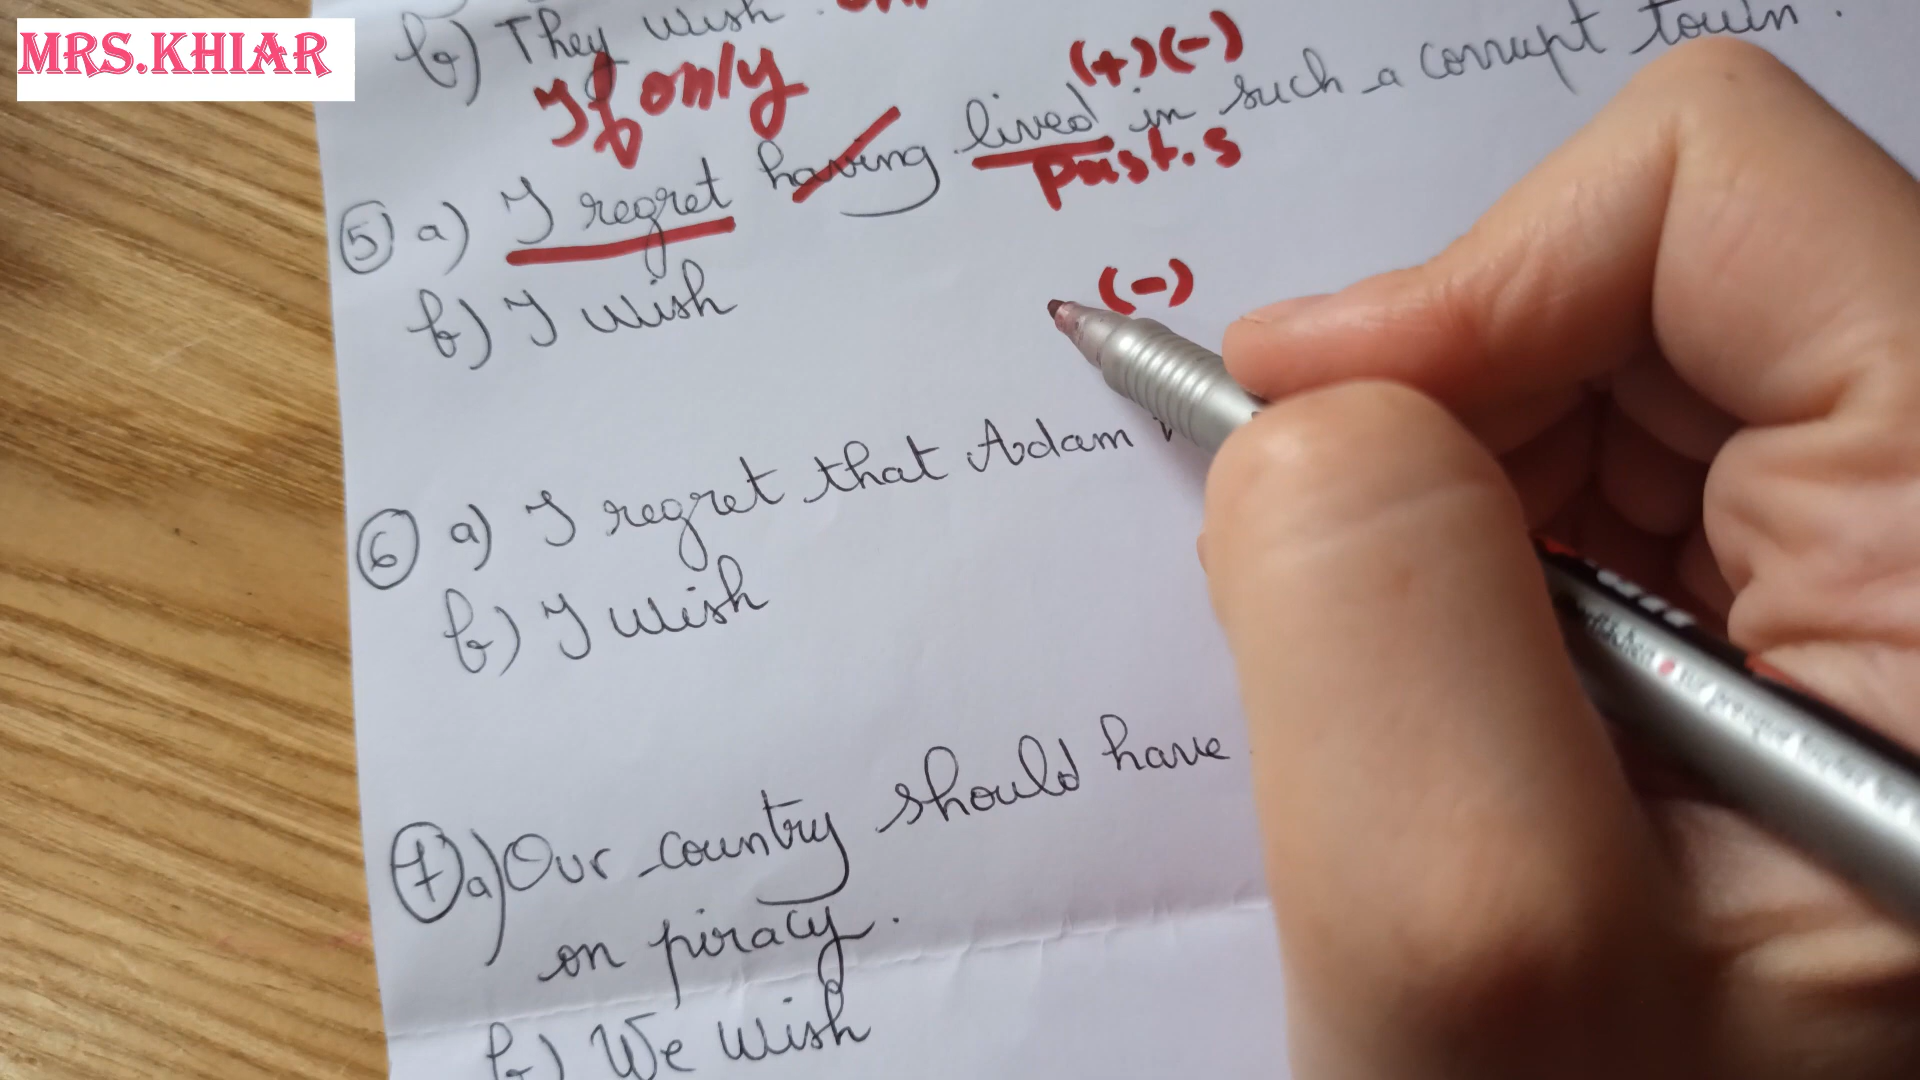 MRS.KHIAR
b) They wish.
If only
(+)(-)
5 a) I regret having lived in such a corrupt town.
past.s
b) I wish
(-)
6 a) I regret that Adam
b) I wish
7 a) Our country should have
on piracy.
b) We wish